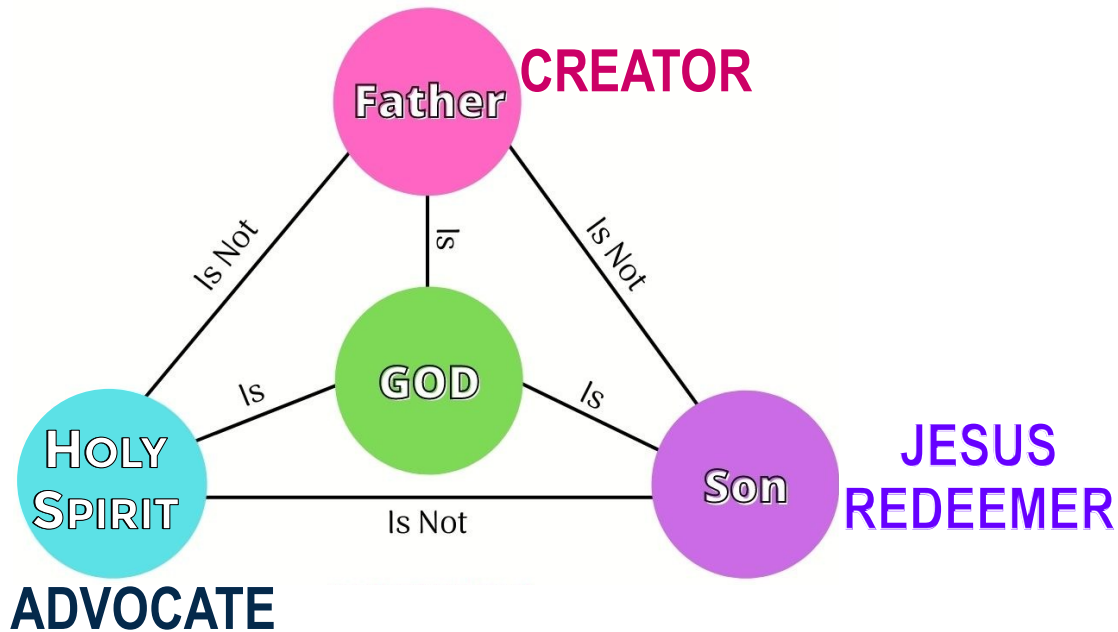 Father
CREATOR
Is Not
Is
Is Not
GOD
Is
Is
HOLY
SPIRIT
Son
JESUS
REDEEMER
Is Not
ADVOCATE